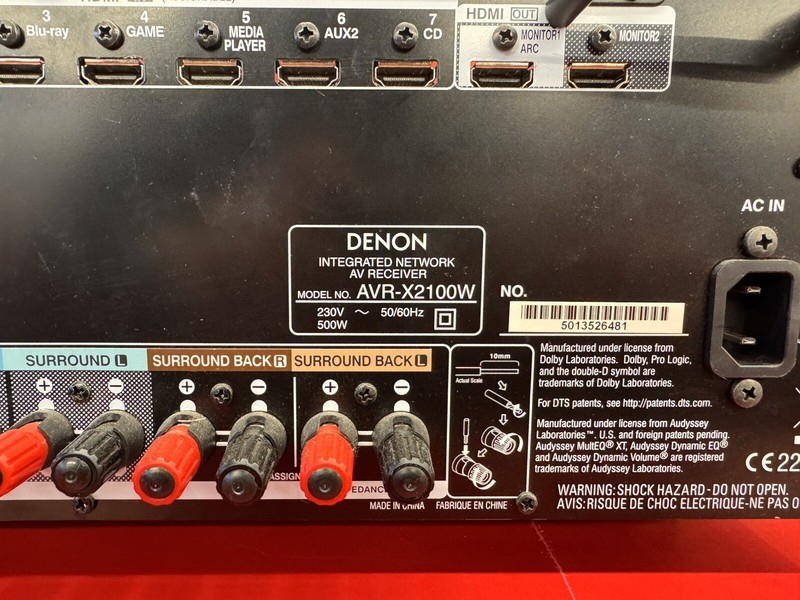 3
Blu-ray
4
GAME
5
MEDIA
PLAYER
6
AUX2
7
CD
HDMI OUT
MONITOR1
ARC
MONITOR2
AC IN
DENON
INTEGRATED NETWORK
AV RECEIVER
MODEL NO. AVR-X2100W
230V ~ 50/60Hz
500W
NO.
5013526481
SURROUND L
SURROUND BACK R
SURROUND BACK L
+
−
+
−
+
−
10mm
Actual Scale
Manufactured under license from
Dolby Laboratories. Dolby, Pro Logic,
and the double-D symbol are
trademarks of Dolby Laboratories.
For DTS patents, see http://patents.dts.com.
Manufactured under license from Audyssey
Laboratories™. U.S. and foreign patents pending.
Audyssey MultEQ® XT, Audyssey Dynamic EQ®
and Audyssey Dynamic Volume® are registered
trademarks of Audyssey Laboratories.
CE22
WARNING: SHOCK HAZARD - DO NOT OPEN.
AVIS: RISQUE DE CHOC ELECTRIQUE-NE PAS
MADE IN CHINA FABRIQUE EN CHINE